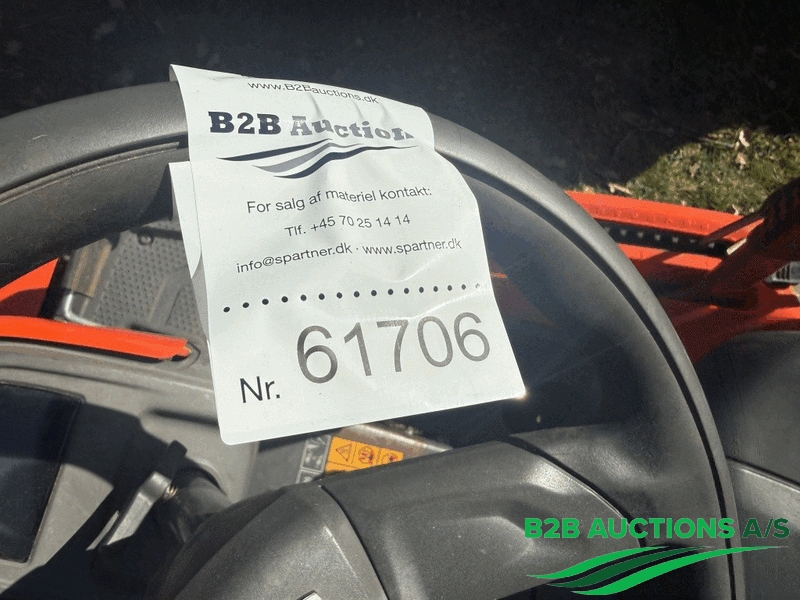 www.B2Bauctions.dk
B2B Auction
For salg af materiel kontakt:
Tlf. +45 70 25 14 14
info@spartner.dk · www.spartner.dk
Nr. 61706
B2B AUCTIONS A/S